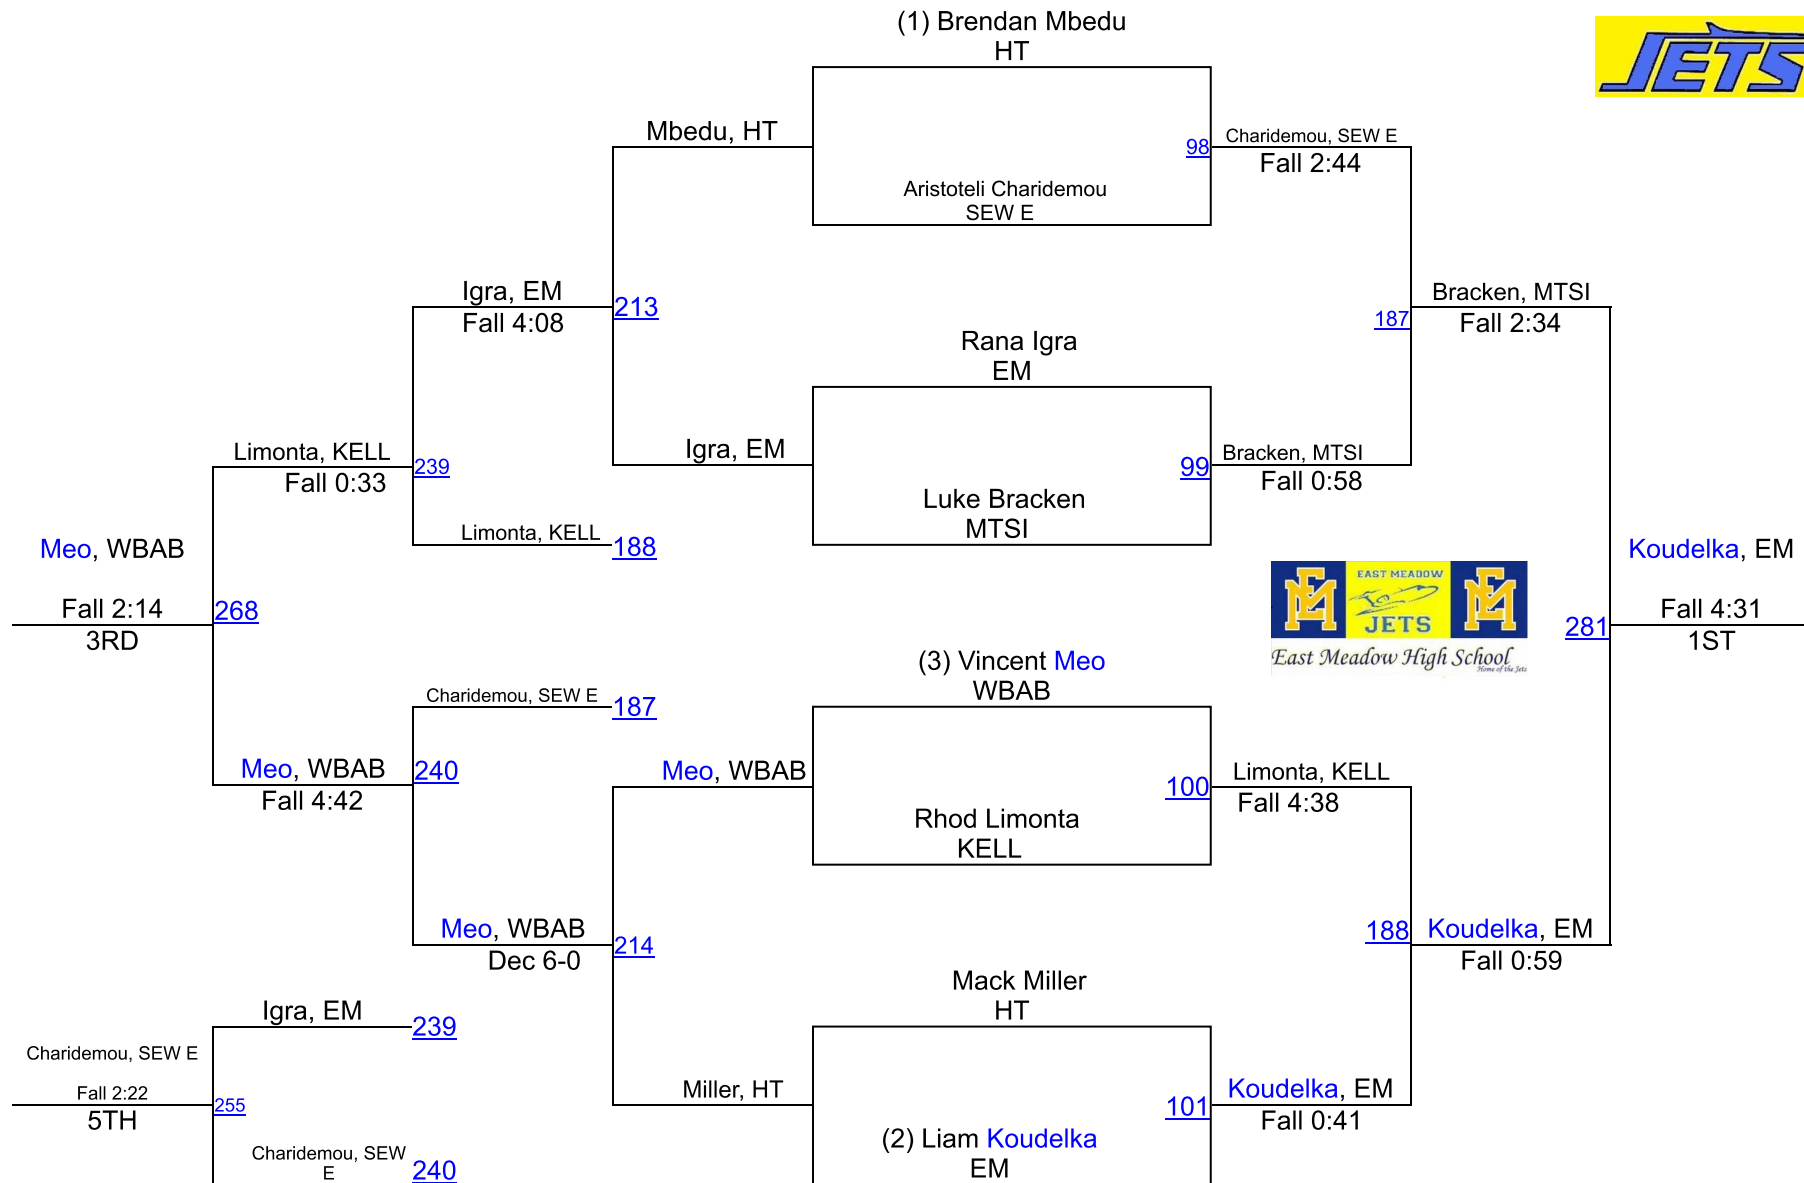 (1) Brendan Mbedu
HT
JETS
Mbedu, HT
98
Charidemou, SEW E
Fall 2:44
Aristoteli Charidemou
SEW E
Igra, EM
Fall 4:08
213
Bracken, MTSI
Fall 2:34
187
Rana Igra
EM
Limonta, KELL
Fall 0:33
239
Igra, EM
99
Bracken, MTSI
Fall 0:58
Luke Bracken
MTSI
Limonta, KELL
188
Meo, WBAB
Fall 2:14
3RD
268
EAST MEADOW
JETS
East Meadow High School
Home of the Jets
Koudelka, EM
Fall 4:31
1ST
281
(3) Vincent Meo
WBAB
Charidemou, SEW E
187
Meo, WBAB
Fall 4:42
240
Meo, WBAB
100
Limonta, KELL
Fall 4:38
Rhod Limonta
KELL
Meo, WBAB
Dec 6-0
214
188
Koudelka, EM
Fall 0:59
Mack Miller
HT
Igra, EM
239
Charidemou, SEW E
Fall 2:22
5TH
255
Miller, HT
101
Koudelka, EM
Fall 0:41
(2) Liam Koudelka
EM
Charidemou, SEW
E
240